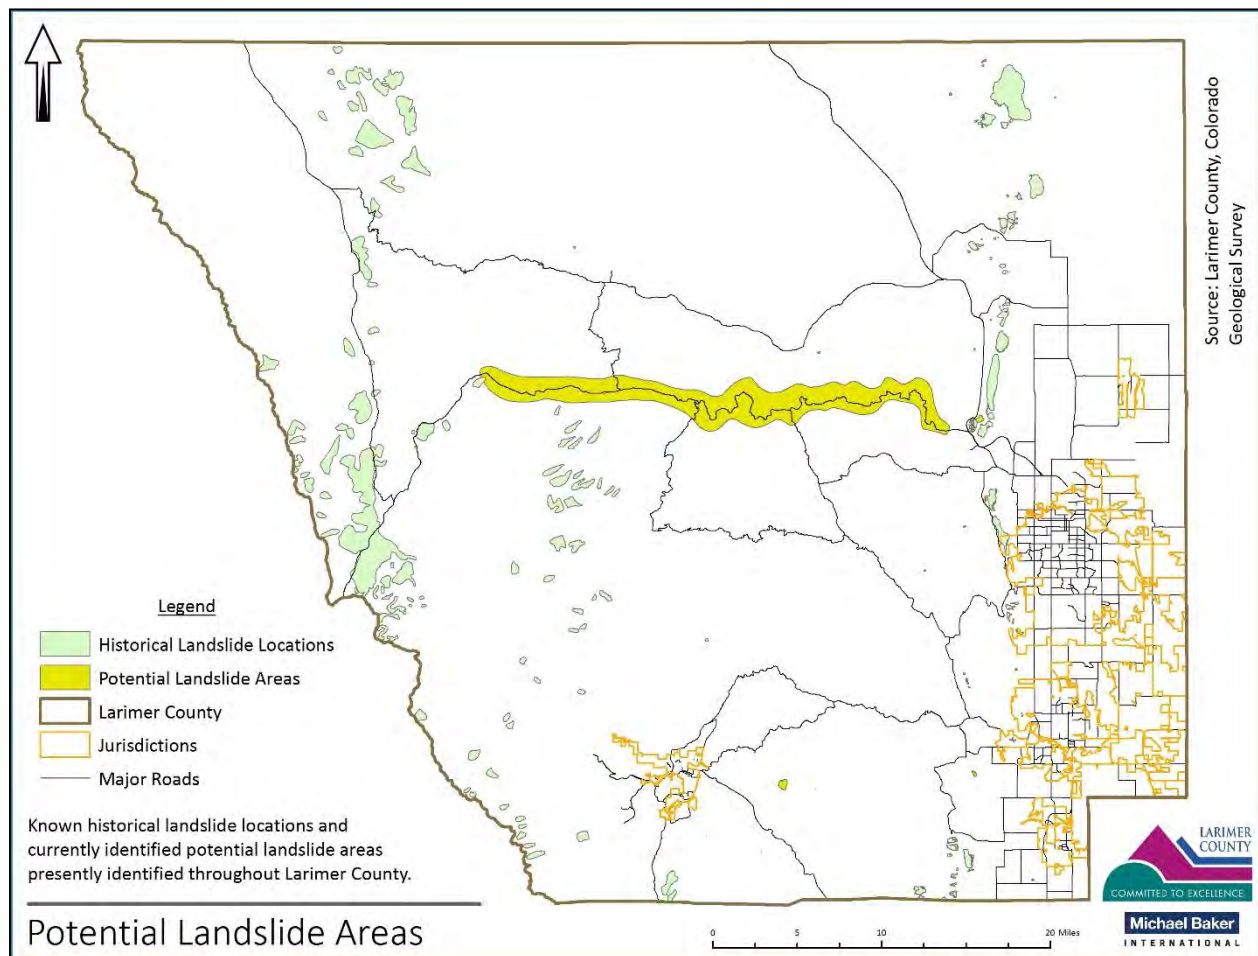 Source: Larimer County, Colorado
Geological Survey
Legend
Historical Landslide Locations
Potential Landslide Areas
Larimer County
Jurisdictions
Major Roads
Known historical landslide locations and
currently identified potential landslide areas
presently identified throughout Larimer County.
Potential Landslide Areas
0 5 10 20 Miles
LARIMER
COUNTY
COMMITTED TO EXCELLENCE
Michael Baker
INTERNATIONAL